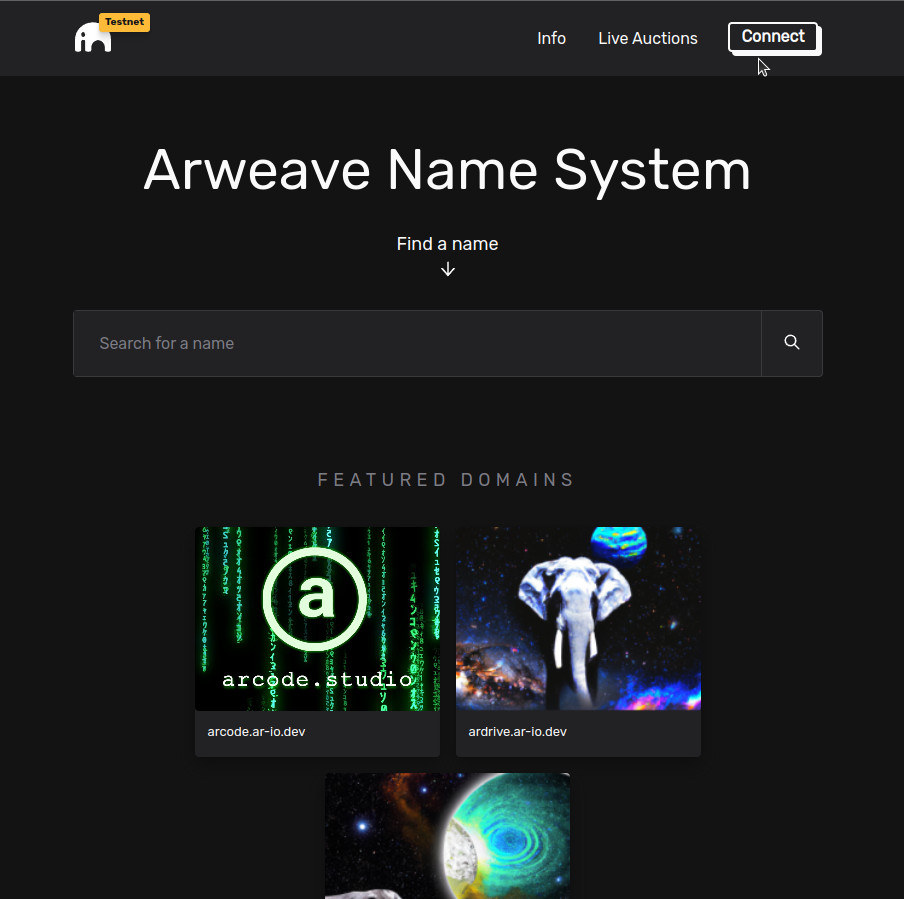 Testnet
Info
Live Auctions
Connect
Arweave Name System
Find a name
Search for a name
FEATURED DOMAINS
a
arcode.studio
arcode.ar-io.dev
ardrive.ar-io.dev